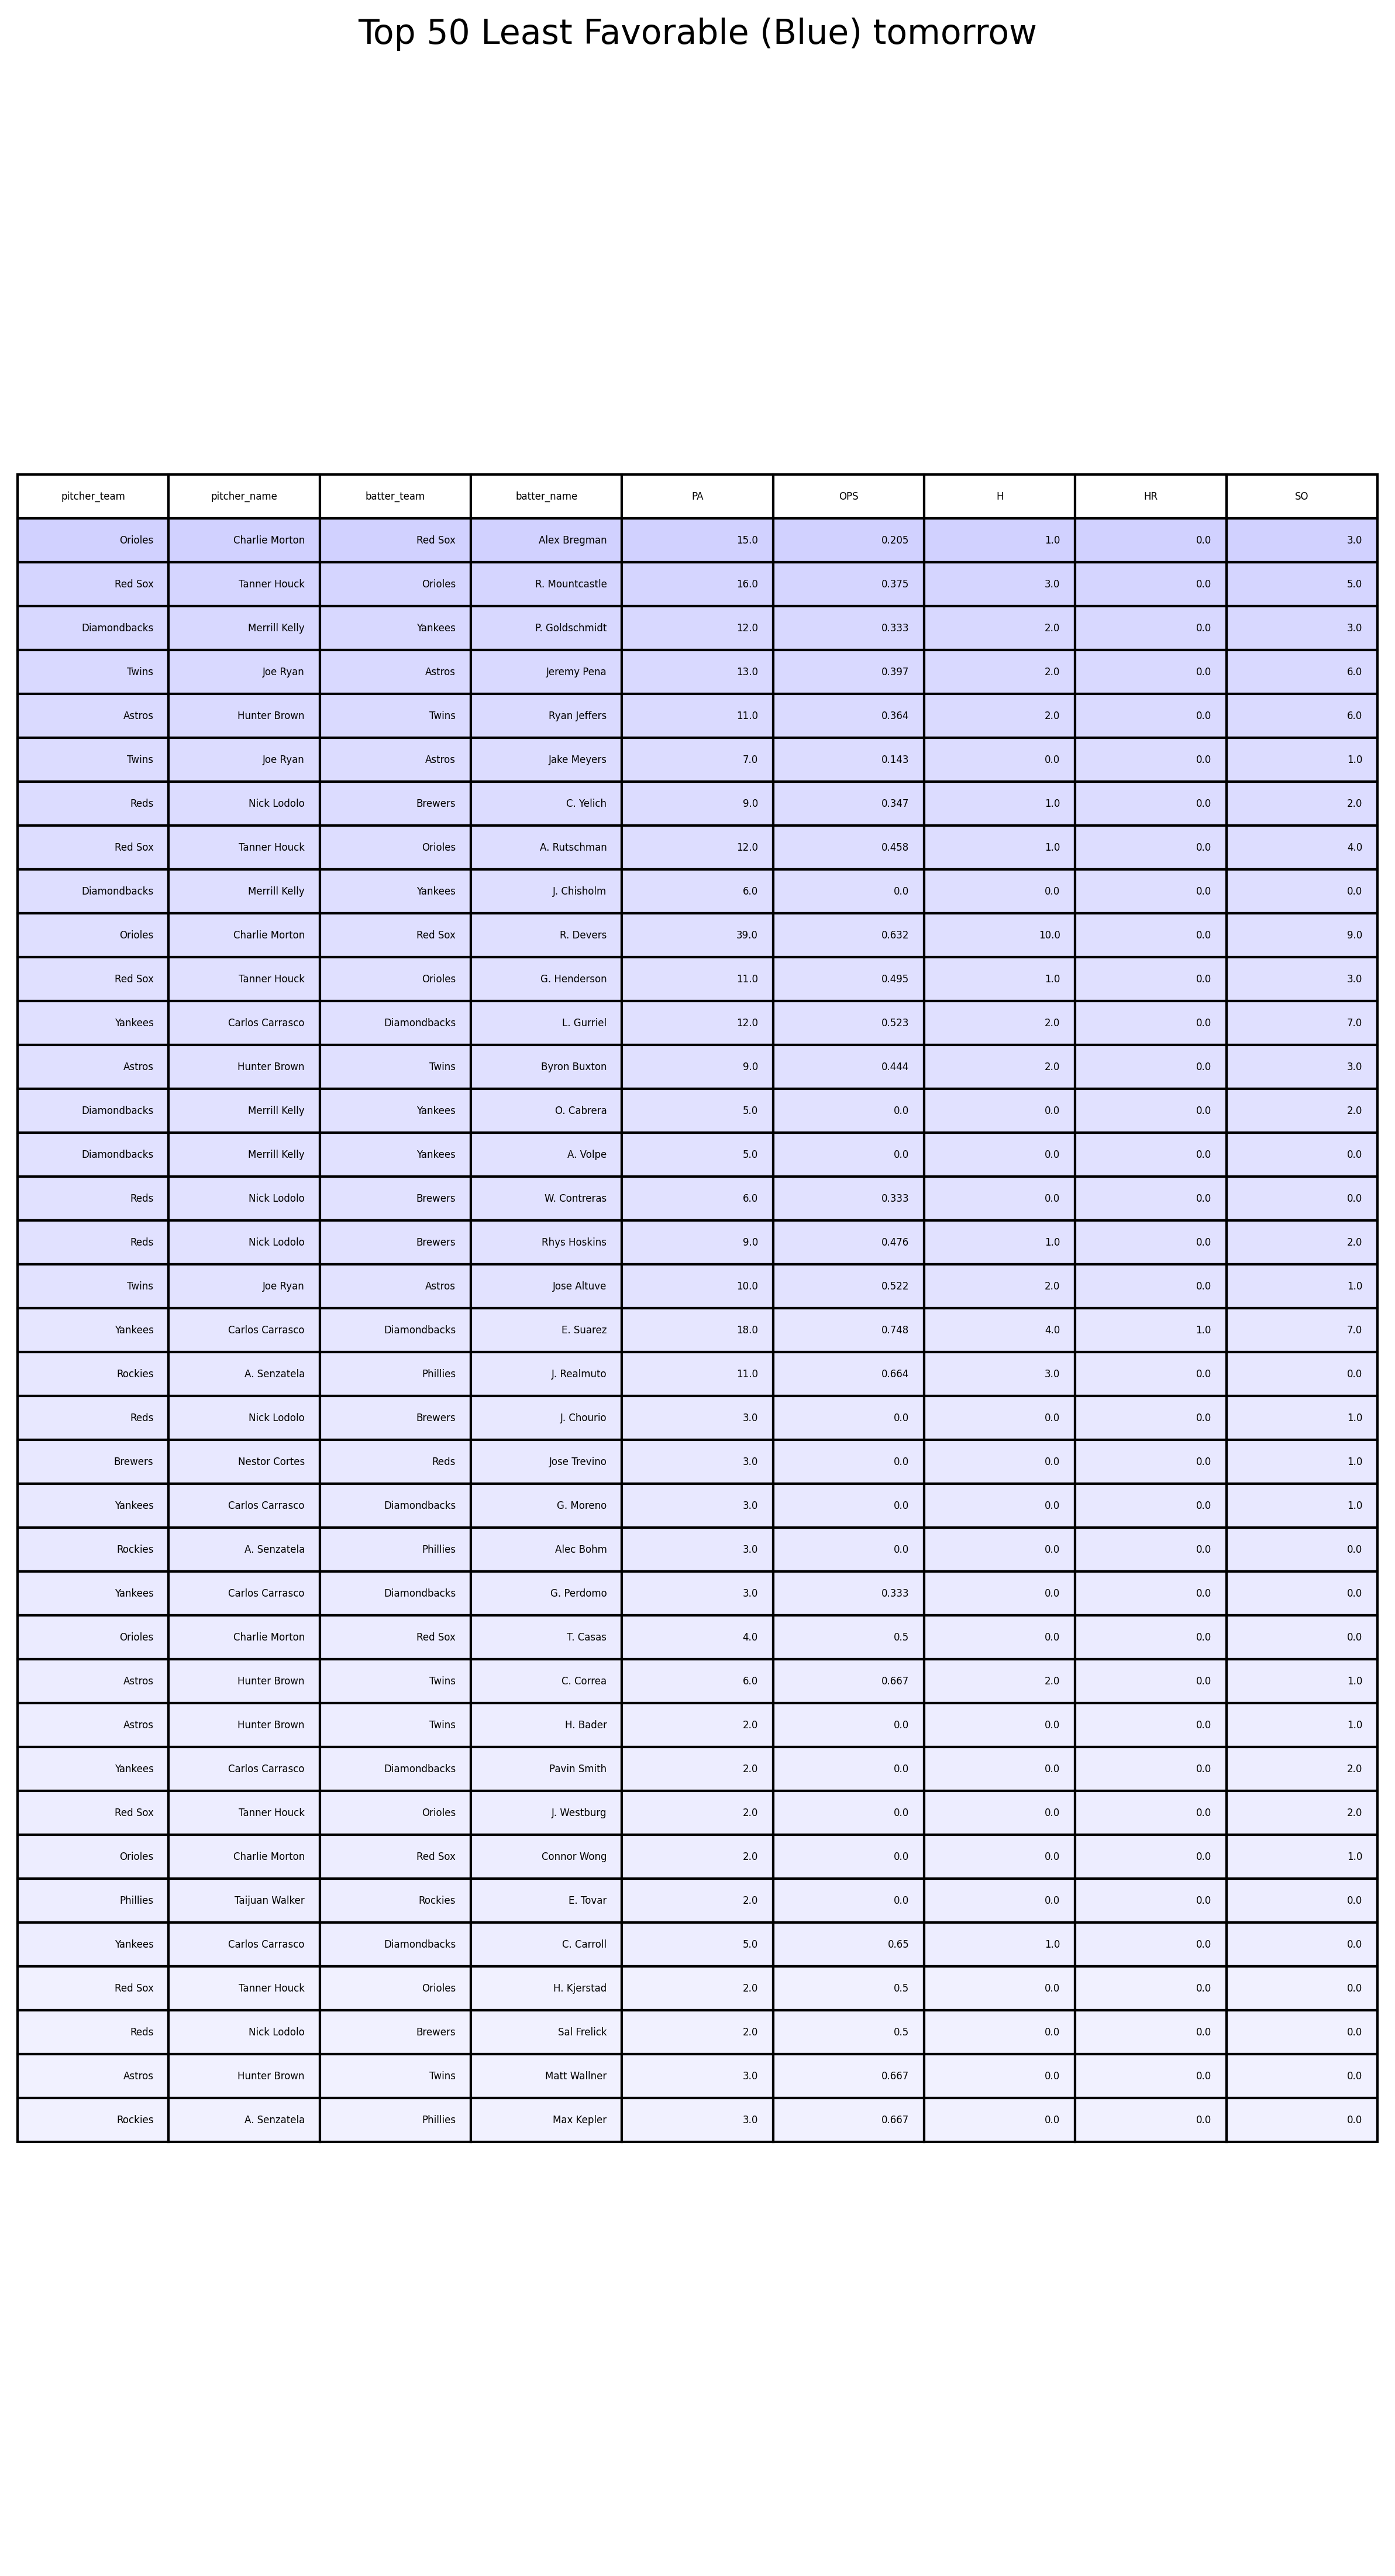 Top 50 Least Favorable (Blue) tomorrow
pitcher_team pitcher_name batter_team batter_name PA OPS H HR SO
Orioles Charlie Morton Red Sox Alex Bregman 15.0 0.205 1.0 0.0 3.0
Red Sox Tanner Houck Orioles R. Mountcastle 16.0 0.375 3.0 0.0 5.0
Diamondbacks Merrill Kelly Yankees P. Goldschmidt 12.0 0.333 2.0 0.0 3.0
Twins Joe Ryan Astros Jeremy Pena 13.0 0.397 2.0 0.0 6.0
Astros Hunter Brown Twins Ryan Jeffers 11.0 0.364 2.0 0.0 6.0
Twins Joe Ryan Astros Jake Meyers 7.0 0.143 0.0 0.0 1.0
Reds Nick Lodolo Brewers C. Yelich 9.0 0.347 1.0 0.0 2.0
Red Sox Tanner Houck Orioles A. Rutschman 12.0 0.458 1.0 0.0 4.0
Diamondbacks Merrill Kelly Yankees J. Chisholm 6.0 0.0 0.0 0.0 0.0
Orioles Charlie Morton Red Sox R. Devers 39.0 0.632 10.0 0.0 9.0
Red Sox Tanner Houck Orioles G. Henderson 11.0 0.495 1.0 0.0 3.0
Yankees Carlos Carrasco Diamondbacks L. Gurriel 12.0 0.523 2.0 0.0 7.0
Astros Hunter Brown Twins Byron Buxton 9.0 0.444 2.0 0.0 3.0
Diamondbacks Merrill Kelly Yankees O. Cabrera 5.0 0.0 0.0 0.0 2.0
Diamondbacks Merrill Kelly Yankees A. Volpe 5.0 0.0 0.0 0.0 0.0
Reds Nick Lodolo Brewers W. Contreras 6.0 0.333 0.0 0.0 0.0
Reds Nick Lodolo Brewers Rhys Hoskins 9.0 0.476 1.0 0.0 2.0
Twins Joe Ryan Astros Jose Altuve 10.0 0.522 2.0 0.0 1.0
Yankees Carlos Carrasco Diamondbacks E. Suarez 18.0 0.748 4.0 1.0 7.0
Rockies A. Senzatela Phillies J. Realmuto 11.0 0.664 3.0 0.0 0.0
Reds Nick Lodolo Brewers J. Chourio 3.0 0.0 0.0 0.0 1.0
Brewers Nestor Cortes Reds Jose Trevino 3.0 0.0 0.0 0.0 1.0
Yankees Carlos Carrasco Diamondbacks G. Moreno 3.0 0.0 0.0 0.0 1.0
Rockies A. Senzatela Phillies Alec Bohm 3.0 0.0 0.0 0.0 0.0
Yankees Carlos Carrasco Diamondbacks G. Perdomo 3.0 0.333 0.0 0.0 0.0
Orioles Charlie Morton Red Sox T. Casas 4.0 0.5 0.0 0.0 0.0
Astros Hunter Brown Twins C. Correa 6.0 0.667 2.0 0.0 1.0
Astros Hunter Brown Twins H. Bader 2.0 0.0 0.0 0.0 1.0
Yankees Carlos Carrasco Diamondbacks Pavin Smith 2.0 0.0 0.0 0.0 2.0
Red Sox Tanner Houck Orioles J. Westburg 2.0 0.0 0.0 0.0 2.0
Orioles Charlie Morton Red Sox Connor Wong 2.0 0.0 0.0 0.0 1.0
Phillies Taijuan Walker Rockies E. Tovar 2.0 0.0 0.0 0.0 0.0
Yankees Carlos Carrasco Diamondbacks C. Carroll 5.0 0.65 1.0 0.0 0.0
Red Sox Tanner Houck Orioles H. Kjerstad 2.0 0.5 0.0 0.0 0.0
Reds Nick Lodolo Brewers Sal Frelick 2.0 0.5 0.0 0.0 0.0
Astros Hunter Brown Twins Matt Wallner 3.0 0.667 0.0 0.0 0.0
Rockies A. Senzatela Phillies Max Kepler 3.0 0.667 0.0 0.0 0.0